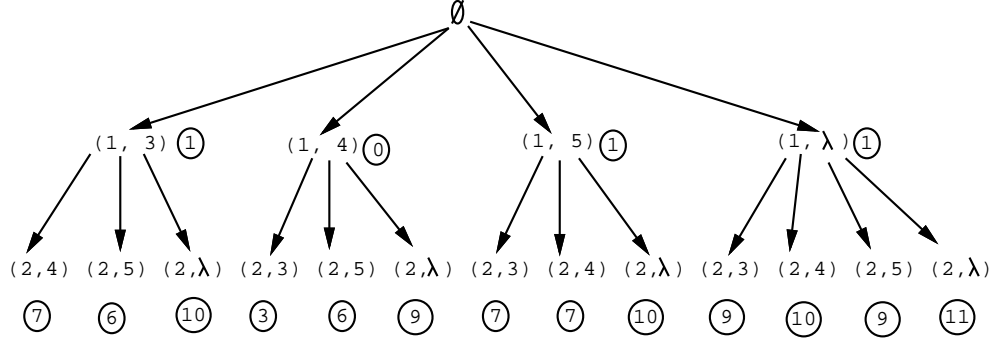 Ø
(1, 3) 1 (1, 4) 0 (1, 5) 1 (1, λ) 1
(2,4) (2,5) (2,λ) (2,3) (2,5) (2,λ) (2,3) (2,4) (2,λ) (2,3) (2,4) (2,5) (2,λ)
7 6 10 3 6 9 7 7 10 9 10 9 11